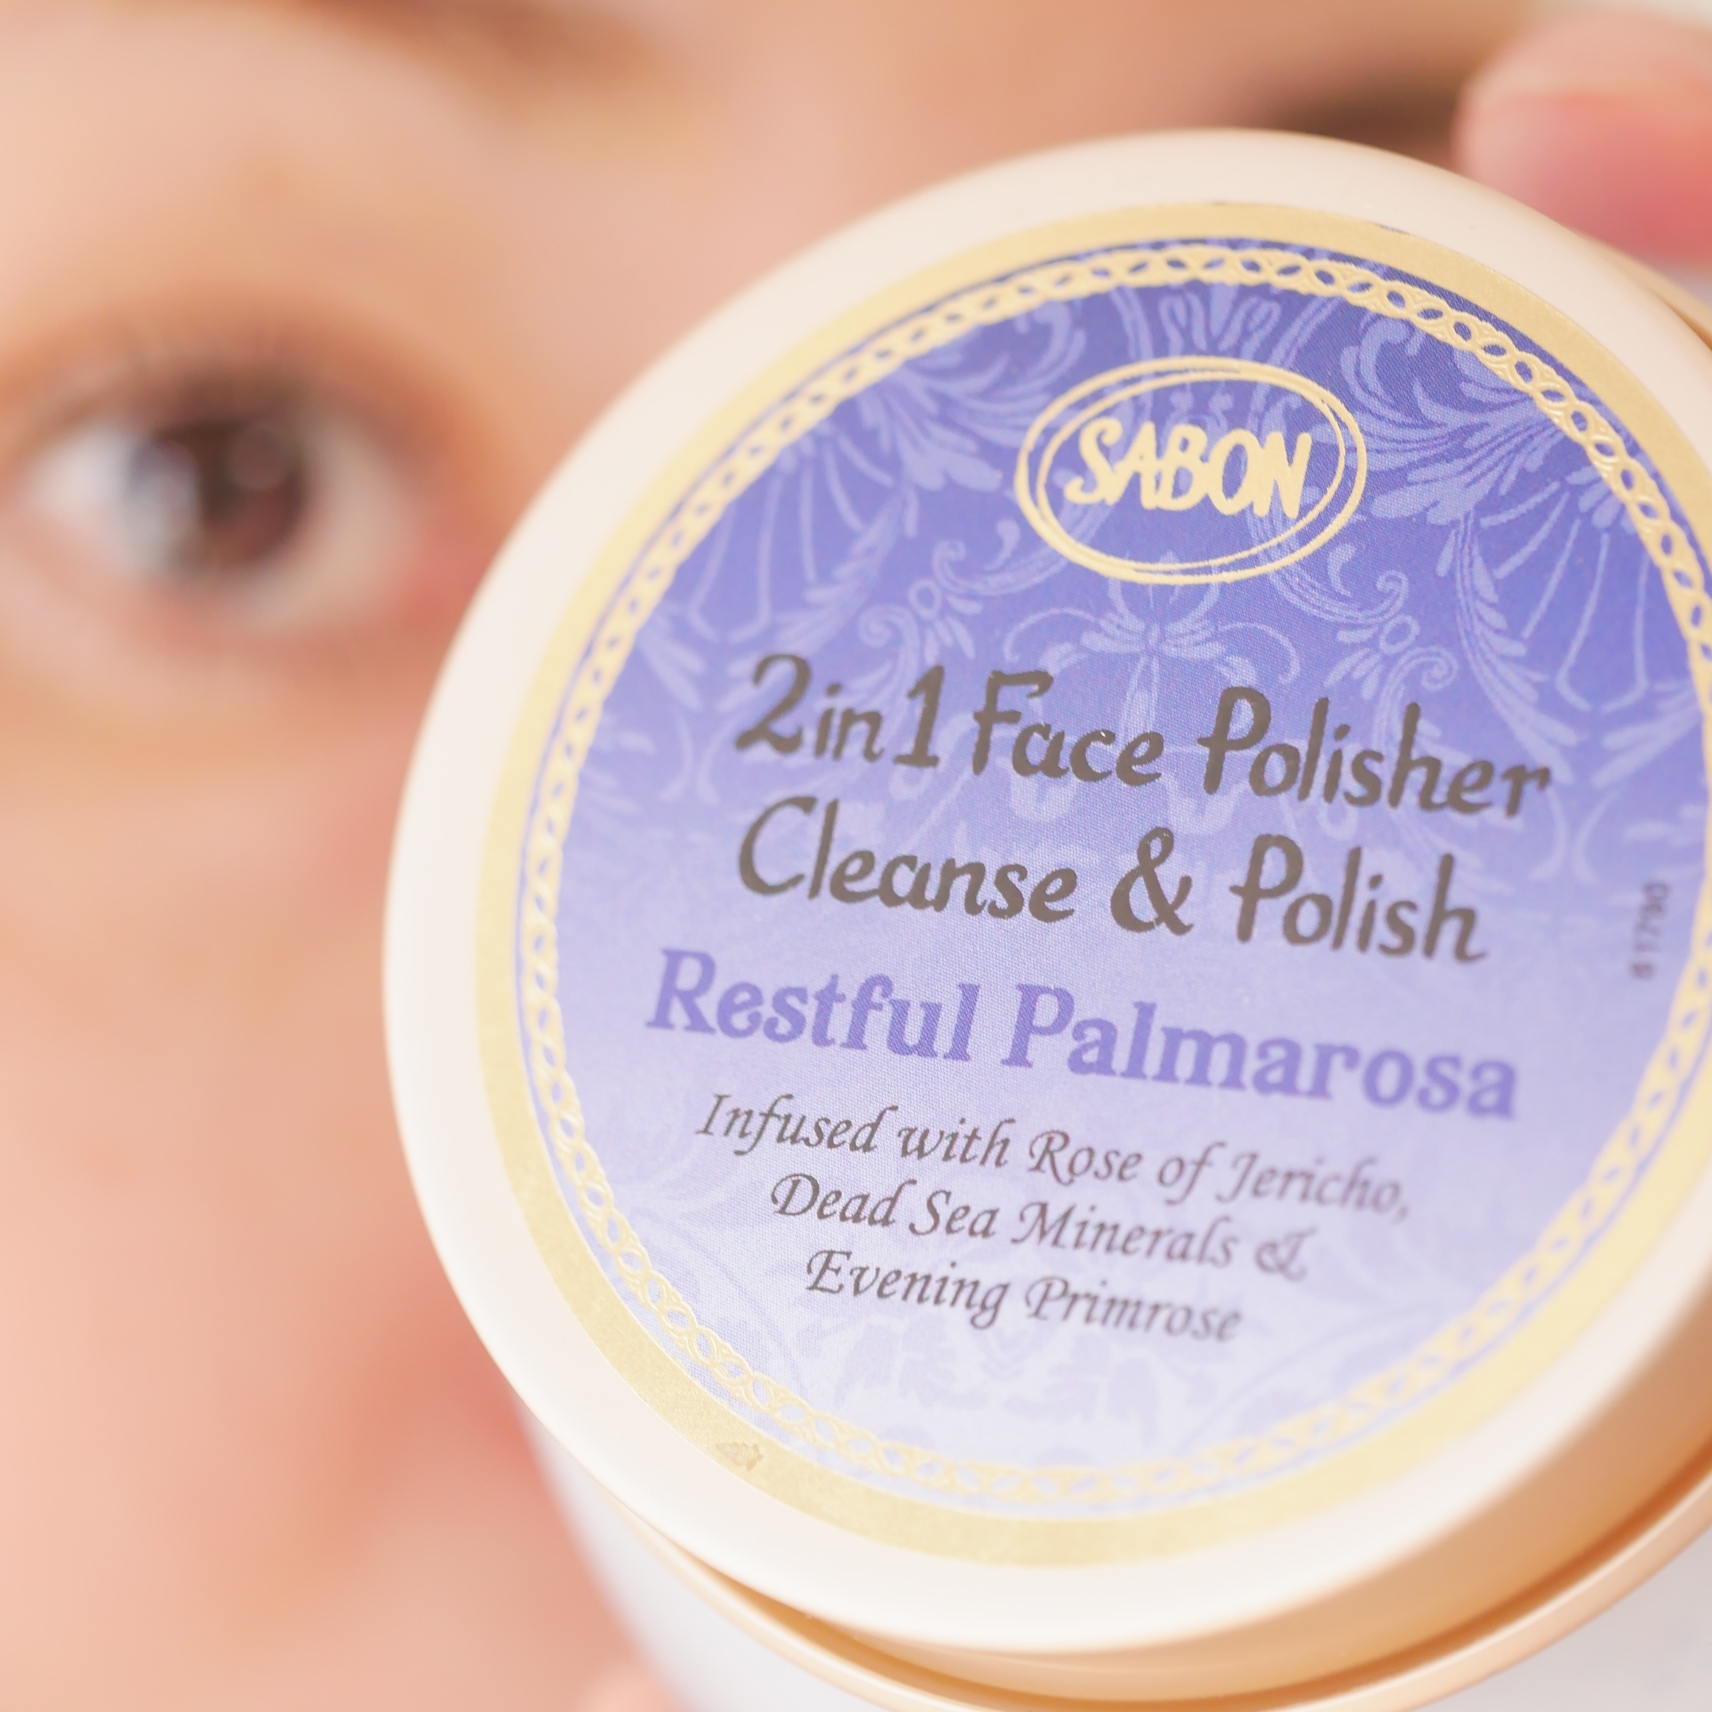 SABON
2in1 Face Polisher
Cleanse & Polish
Restful Palmarosa
Infused with Rose of Jericho,
Dead Sea Minerals &
Evening Primrose